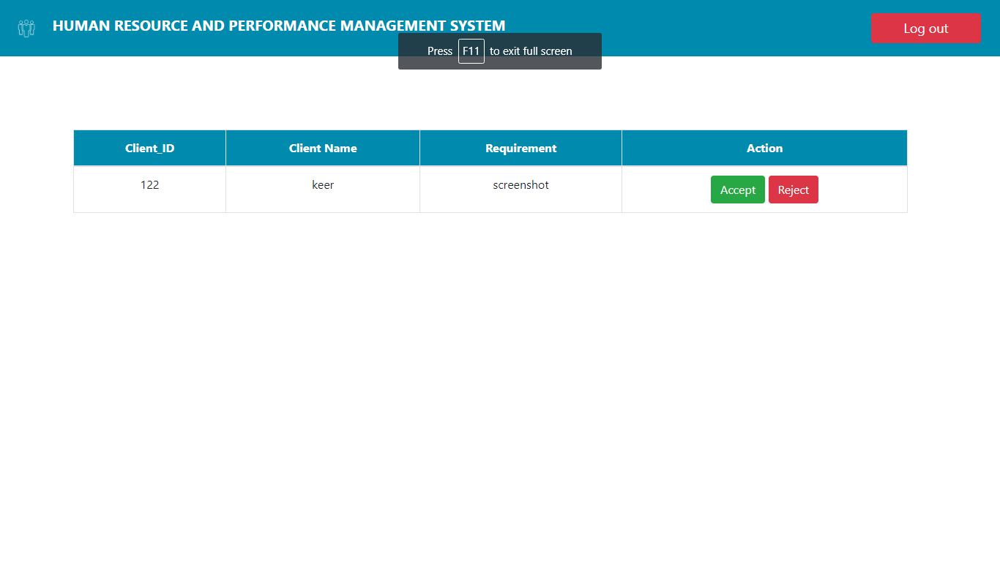 HUMAN RESOURCE AND PERFORMANCE MANAGEMENT SYSTEM
Log out
Press F11 to exit full screen
Client_ID Client Name Requirement Action
122 keer screenshot Accept Reject